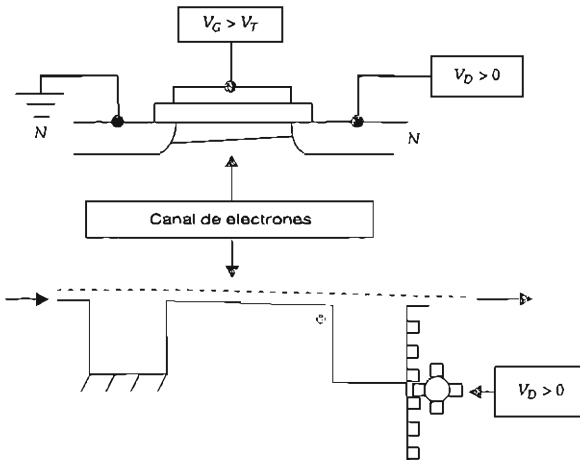 V_G > V_T
V_D > 0
N
N
Canal de electrones
V_D > 0